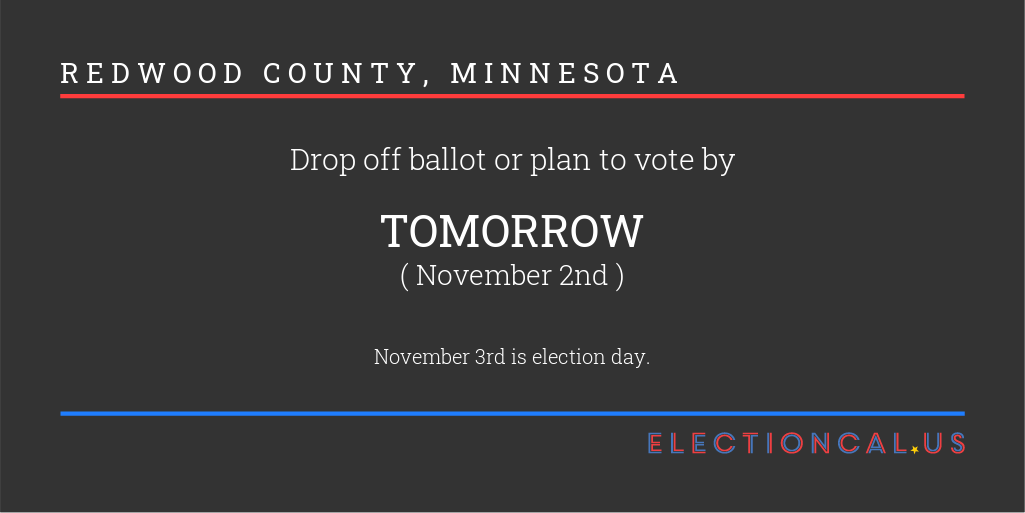 REDWOOD COUNTY, MINNESOTA
Drop off ballot or plan to vote by
TOMORROW
( November 2nd )
November 3rd is election day.
ELECTIONCAL.US